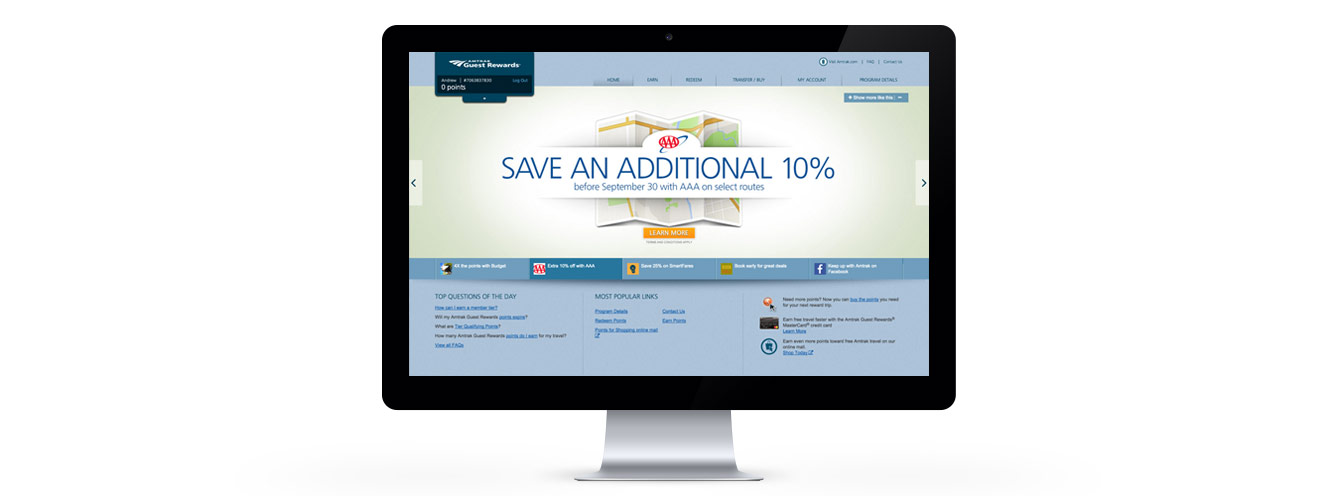 AMTRAK
Guest Rewards
Visit Amtrak.com | FAQ | Contact Us
Andrew | #7063837830 Log Out
0 points
HOME EARN REDEEM TRANSFER / BUY MY ACCOUNT PROGRAM DETAILS
+ Show more like this | −
AAA
SAVE AN ADDITIONAL 10%
before September 30 with AAA on select routes
LEARN MORE
TERMS AND CONDITIONS APPLY
4X the points with Budget
Extra 10% off with AAA
Save 25% on SmartFares
Book early for great deals
Keep up with Amtrak on
Facebook
TOP QUESTIONS OF THE DAY
How can I earn a member tier?
Will my Amtrak Guest Rewards points expire?
What are Tier Qualifying Points?
How many Amtrak Guest Rewards points do I earn for my travel?
View all FAQs
MOST POPULAR LINKS
Program Details Contact Us
Redeem Points Earn Points
Points for Shopping online mall
Need more points? Now you can buy the points you need
for your next reward trip.
Earn free travel faster with the Amtrak Guest Rewards®
MasterCard® credit card
Learn More
Earn even more points toward free Amtrak travel on our
online mall.
Shop Today